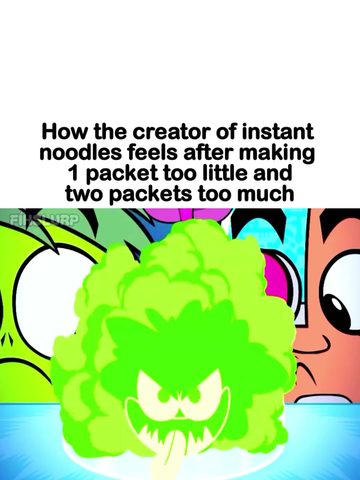 How the creator of instant
noodles feels after making
1 packet too little and
two packets too much